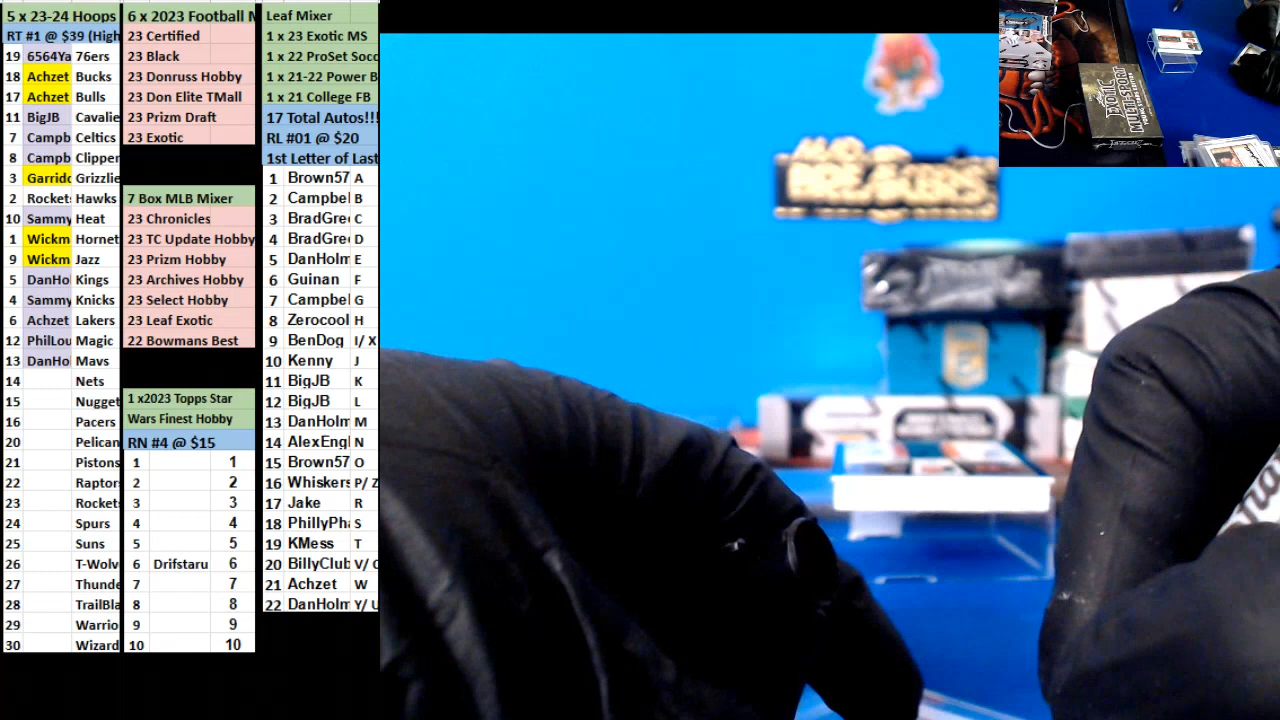 5 x 23-24 Hoops
RT #1 @ $39 (High
19 6564Ya 76ers
18 Achzet Bucks
17 Achzet Bulls
11 BigJB Cavalie
7 Campb Celtics
8 Campb Clipper
3 Garrido Grizzlie
2 Rocket Hawks
10 Sammy Heat
1 Wickm Hornet
9 Wickm Jazz
5 DanHo Kings
4 Sammy Knicks
6 Achzet Lakers
12 PhilLou Magic
13 DanHo Mavs
14 Nets
15 Nugget
16 Pacers
20 Pelican
21 Pistons
22 Raptor
23 Rocket
24 Spurs
25 Suns
26 T-Wolv
27 Thunde
28 TrailBla
29 Warrio
30 Wizard
6 x 2023 Football M
23 Certified
23 Black
23 Donruss Hobby
23 Don Elite TMall
23 Prizm Draft
23 Exotic
7 Box MLB Mixer
23 Chronicles
23 TC Update Hobby
23 Prizm Hobby
23 Archives Hobby
23 Select Hobby
23 Leaf Exotic
22 Bowmans Best
1 x2023 Topps Star
Wars Finest Hobby
RN #4 @ $15
1 1
2 2
3 3
4 4
5 5
6 Drifstaru 6
7 7
8 8
9 9
10 10
Leaf Mixer
1 x 23 Exotic MS
1 x 22 ProSet Socc
1 x 21-22 Power B
1 x 21 College FB
17 Total Autos!!!
RL #01 @ $20
1st Letter of Last
1 Brown57 A
2 Campbel B
3 BradGree C
4 BradGree D
5 DanHolm E
6 Guinan F
7 Campbel G
8 Zerocool H
9 BenDog I/ X
10 Kenny J
11 BigJB K
12 BigJB L
13 DanHolm M
14 AlexEngl N
15 Brown57 O
16 Whiskers P/ Z
17 Jake R
18 PhillyPha S
19 KMess T
20 BillyClub V/ Q
21 Achzet W
22 DanHolm Y/ U
BREAKERS
EXOTIC
MULTI-SPORT